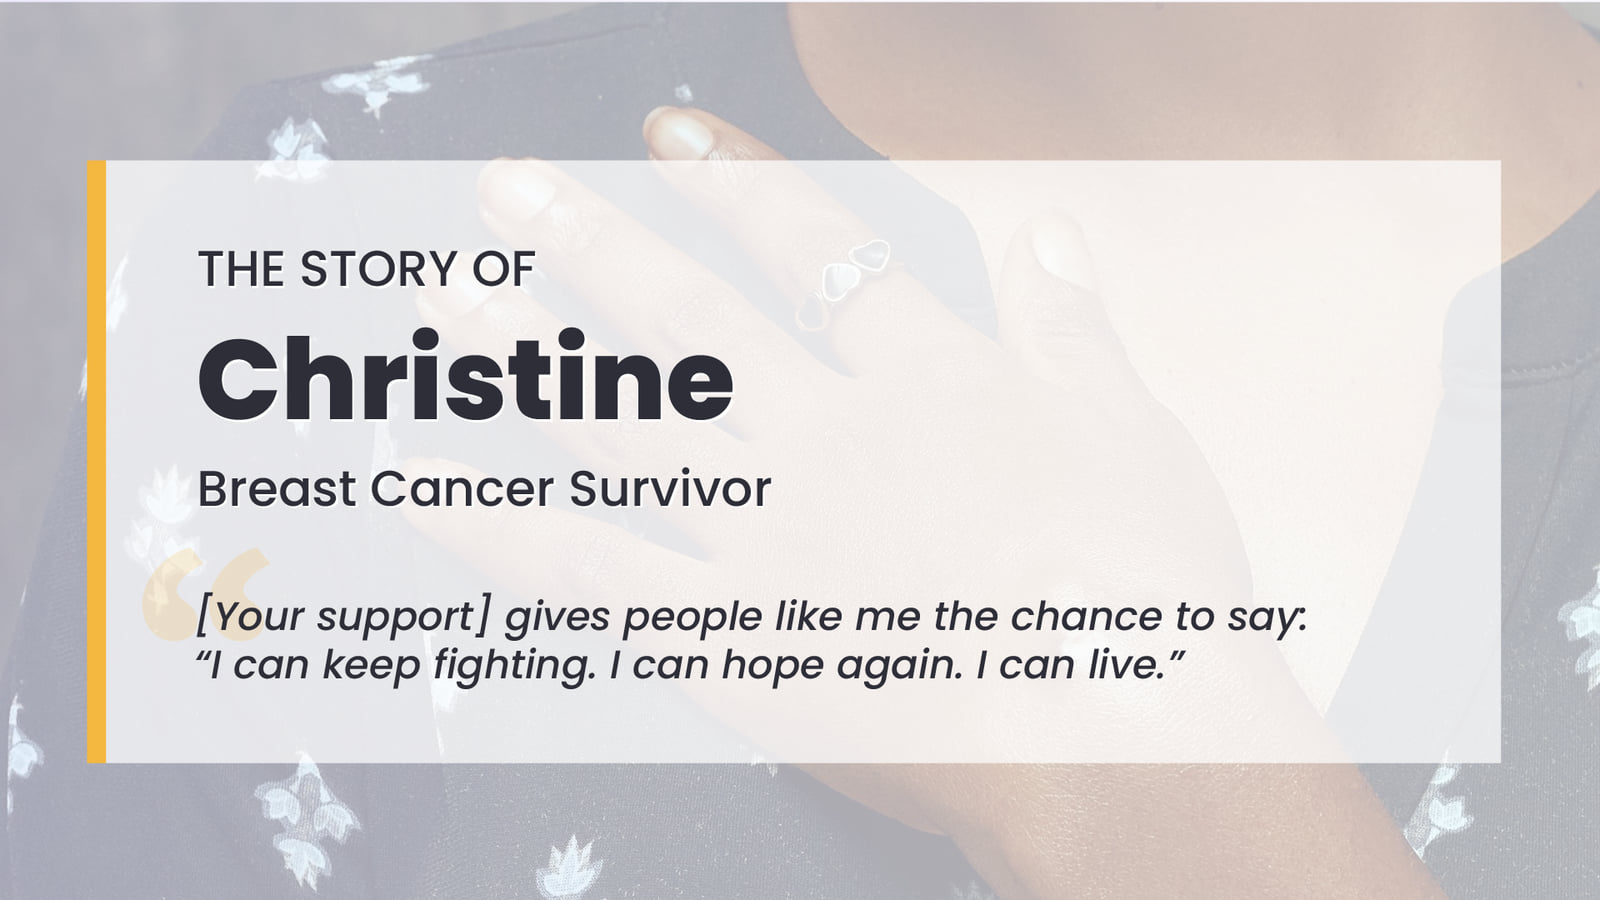 THE STORY OF
Christine
Breast Cancer Survivor
[Your support] gives people like me the chance to say:
“I can keep fighting. I can hope again. I can live.”